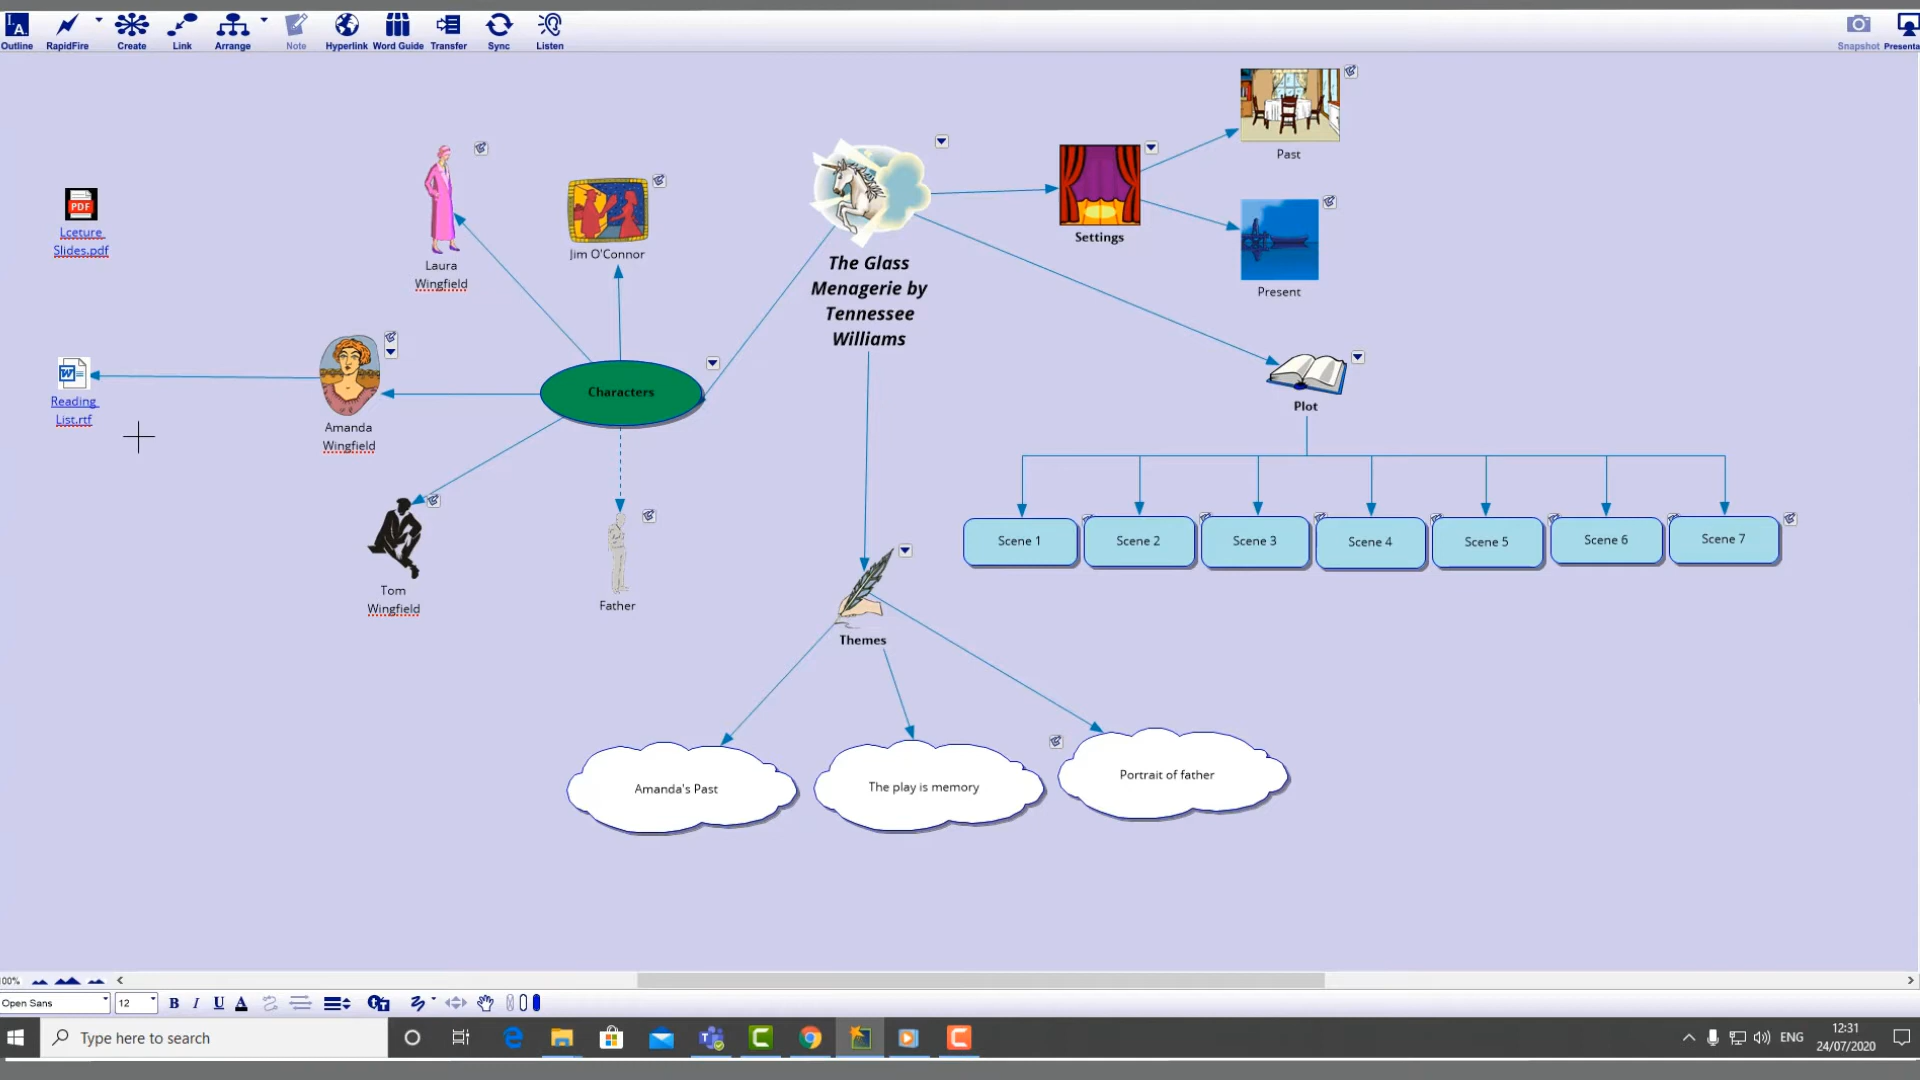 Outline
RapidFire
Create
Link
Arrange
Note
Hyperlink
Word Guide
Transfer
Sync
Listen
Snapshot
Presenta
Past
Settings
Present
The Glass
Menagerie by
Tennessee
Williams
Jim O'Connor
Laura
Wingfield
PDF
Lceture
Slides.pdf
Characters
Amanda
Wingfield
Reading
List.rtf
Tom
Wingfield
Father
Plot
Scene 1
Scene 2
Scene 3
Scene 4
Scene 5
Scene 6
Scene 7
Themes
Amanda's Past
The play is memory
Portrait of father
100%
Open Sans
12
B
I
U
A
Type here to search
ENG
12:31
24/07/2020